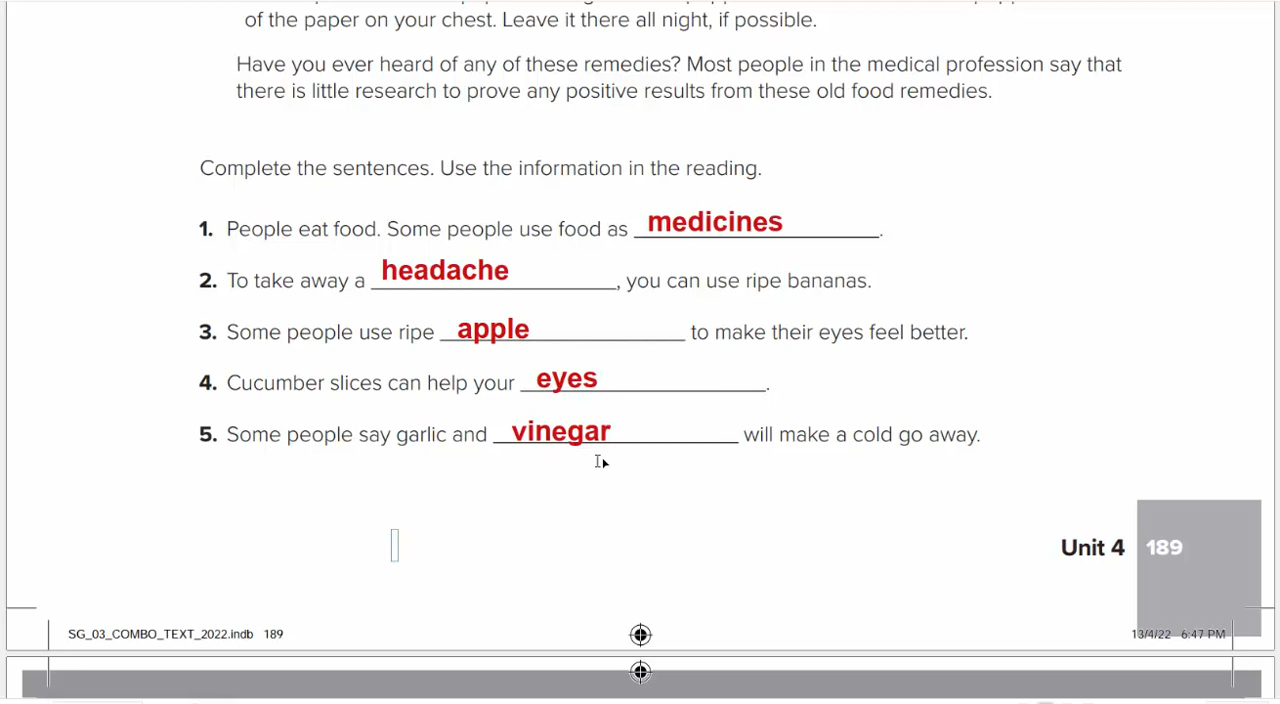 of the paper on your chest. Leave it there all night, if possible.
Have you ever heard of any of these remedies? Most people in the medical profession say that
there is little research to prove any positive results from these old food remedies.
Complete the sentences. Use the information in the reading.
1. People eat food. Some people use food as medicines.
2. To take away a headache, you can use ripe bananas.
3. Some people use ripe apple to make their eyes feel better.
4. Cucumber slices can help your eyes.
5. Some people say garlic and vinegar will make a cold go away.
Unit 4 189
SG_03_COMBO_TEXT_2022.indb 189 13/4/22 6:47 PM